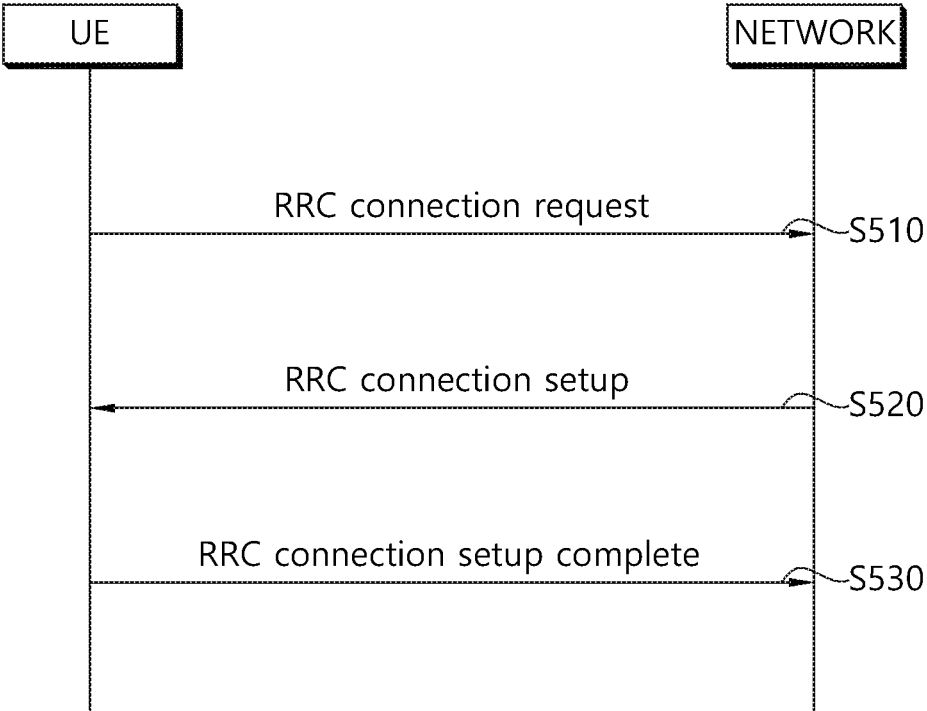 UE
NETWORK
RRC connection request
S510
RRC connection setup
S520
RRC connection setup complete
S530